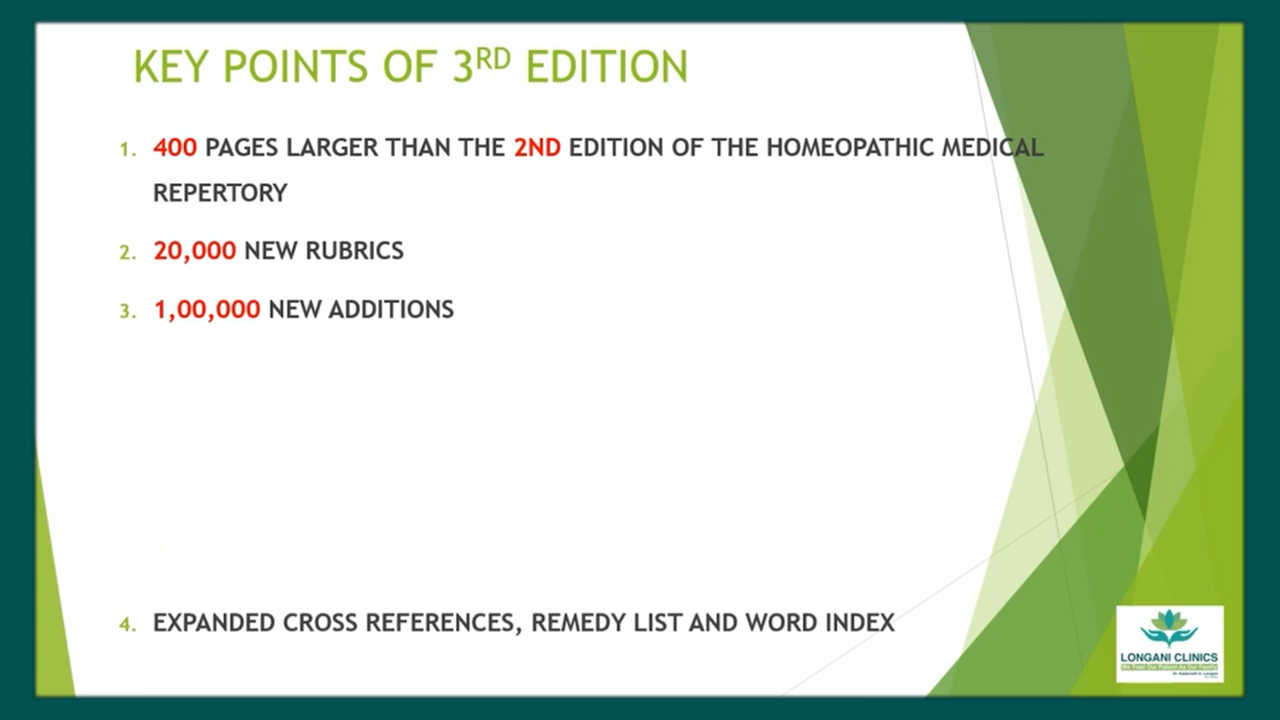 KEY POINTS OF 3RD EDITION
1. 400 PAGES LARGER THAN THE 2ND EDITION OF THE HOMEOPATHIC MEDICAL
REPERTORY
2. 20,000 NEW RUBRICS
3. 1,00,000 NEW ADDITIONS
4. EXPANDED CROSS REFERENCES, REMEDY LIST AND WORD INDEX
LONGANI CLINICS
We Treat Our Patient As Our Family